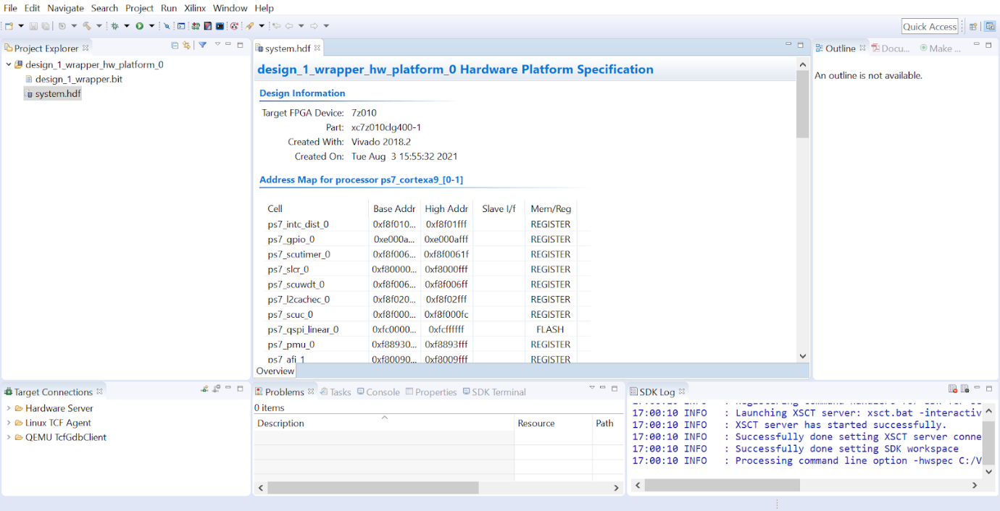 File Edit Navigate Search Project Run Xilinx Window Help
Quick Access
Project Explorer
design_1_wrapper_hw_platform_0
design_1_wrapper.bit
system.hdf
system.hdf
design_1_wrapper_hw_platform_0 Hardware Platform Specification
Design Information
Target FPGA Device: 7z010
Part: xc7z010clg400-1
Created With: Vivado 2018.2
Created On: Tue Aug 3 15:55:32 2021
Address Map for processor ps7_cortexa9_[0-1]
Cell Base Addr High Addr Slave I/f Mem/Reg
ps7_intc_dist_0 0xf8f010... 0xf8f01fff REGISTER
ps7_gpio_0 0xe000a... 0xe000afff REGISTER
ps7_scutimer_0 0xf8f006... 0xf8f0061f REGISTER
ps7_slcr_0 0xf80000... 0xf8000fff REGISTER
ps7_scuwdt_0 0xf8f006... 0xf8f006ff REGISTER
ps7_l2cachec_0 0xf8f020... 0xf8f02fff REGISTER
ps7_scuc_0 0xf8f000... 0xf8f000fc REGISTER
ps7_qspi_linear_0 0xfc0000... 0xfcffffff FLASH
ps7_pmu_0 0xf88930... 0xf8893fff REGISTER
ps7_afi_1 0xf80090... 0xf8009fff REGISTER
Overview
Outline Docu... Make ...
An outline is not available.
Target Connections
Hardware Server
Linux TCF Agent
QEMU TcfGdbClient
Problems Tasks Console Properties SDK Terminal
0 items
Description Resource Path
SDK Log
17:00:10 INFO : Launching XSCT server: xsct.bat -interactiv
17:00:10 INFO : XSCT server has started successfully.
17:00:10 INFO : Successfully done setting XSCT server conne
17:00:10 INFO : Successfully done setting SDK workspace
17:00:10 INFO : Processing command line option -hwspec C:/V